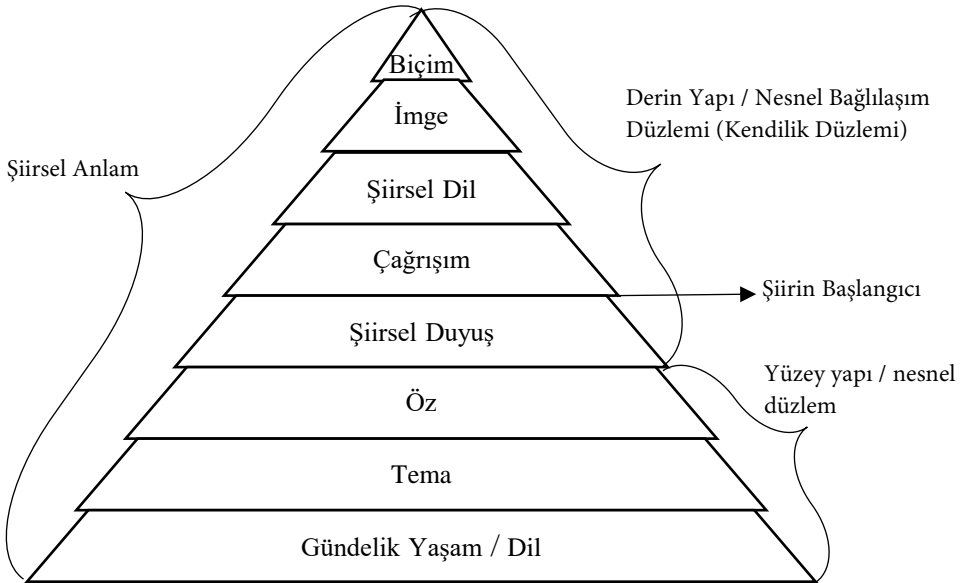 Biçim
Derin Yapı / Nesnel Bağlılaşım
Düzlemi (Kendilik Düzlemi)
İmge
Şiirsel Anlam
Şiirsel Dil
Çağrışım
Şiirin Başlangıcı
Şiirsel Duyuş
Yüzey yapı / nesnel
düzlem
Öz
Tema
Gündelik Yaşam / Dil